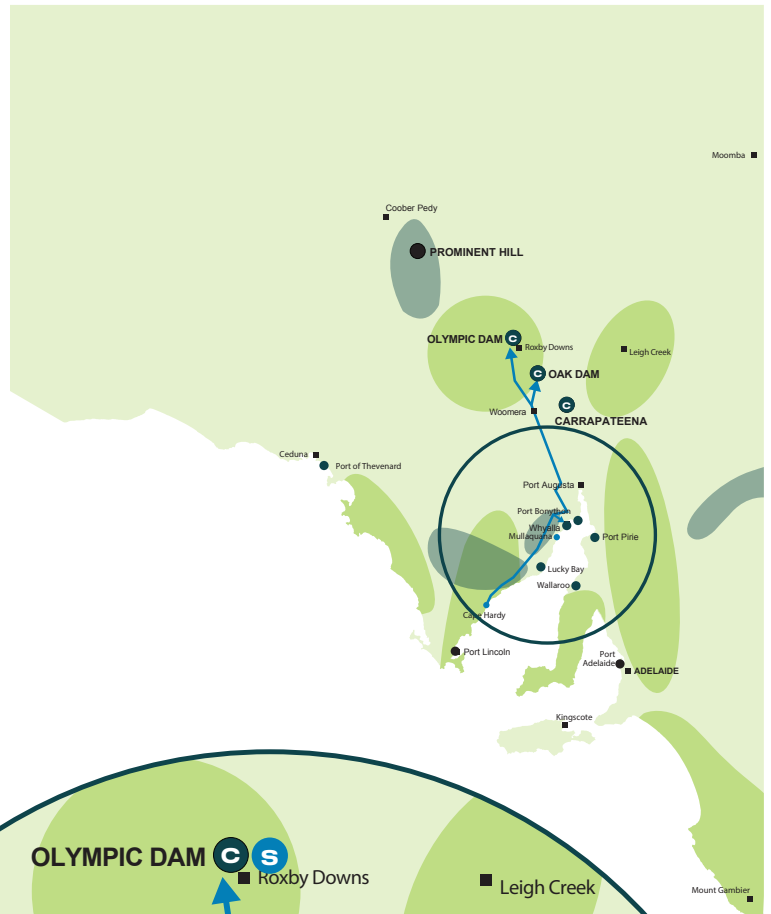 Moomba
Coober Pedy
PROMINENT HILL
OLYMPIC DAM
C
Roxby Downs
Leigh Creek
C
OAK DAM
C
Woomera
CARRAPATEENA
Ceduna
Port of Thevenard
Port Augusta
Port Bonython
Whyalla
Mullaquana
Port Pirie
Lucky Bay
Wallaroo
Cape Hardy
Port Lincoln
Port
Adelaide
ADELAIDE
Kingscote
OLYMPIC DAM
C
S
Roxby Downs
Leigh Creek
Mount Gambier